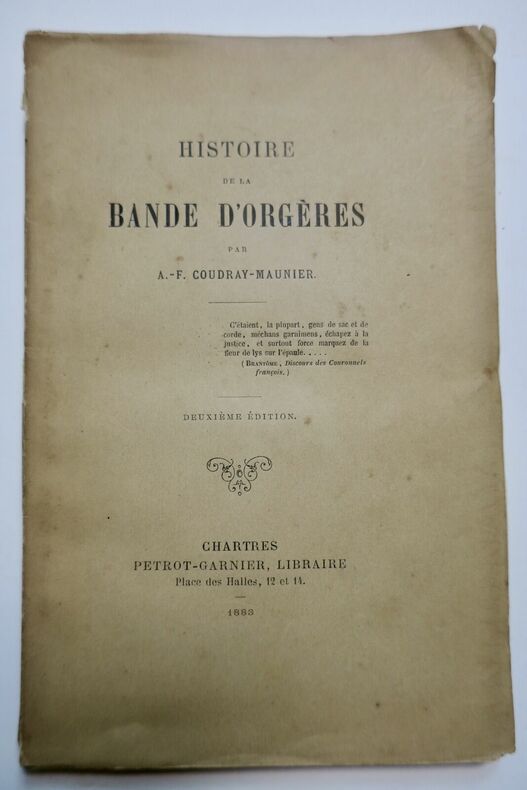 HISTOIRE
DE LA
BANDE D'ORGÈRES
PAR
A.-F. COUDRAY-MAUNIER.
C'étaient, la plupart, gens de sac et de
corde, méchans garnimens, échapez à la
justice, et surtout force marquez de la
fleur de lys sur l'épaule.....
(BRANTÔME, Discours des Couronnels
françois.)
DEUXIÈME ÉDITION.
CHARTRES
PETROT-GARNIER, LIBRAIRE
Place des Halles, 12 et 14.
1883